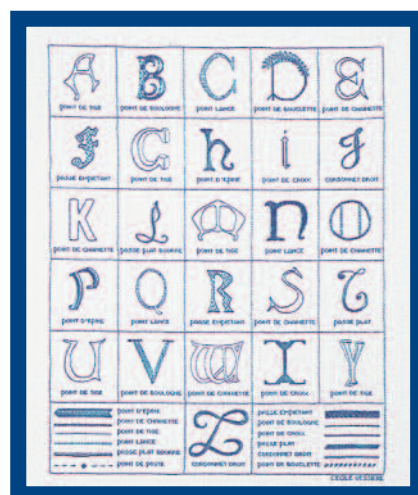 A B C D E
POINT DE TIGE POINT DE BOULOGNE POINT LANCE POINT DE BOUCLETTE POINT DE CHAINETTE
F G h i J
PASSE EMPIETANT POINT DE TIGE POINT D'EPINE POINT DE CROIX CORDONNET DROIT
K L M n O
POINT DE CHAINETTE PASSE PLAT BOURRE POINT DE TIGE POINT LANCE POINT DE CHAINETTE
P Q R S T
POINT D'EPINE POINT LANCE PASSE EMPIETANT POINT DE CHAINETTE PASSE PLAT
U V W X Y
POINT DE TIGE POINT DE BOULOGNE POINT DE CHAINETTE POINT DE CROIX POINT DE TIGE
POINT D'EPINE
POINT DE CHAINETTE
POINT DE TIGE
POINT LANCE
PASSE PLAT BOURRE
POINT DE POSTE
Z
CORDONNET DROIT
PASSE EMPIETANT
POINT DE BOULOGNE
POINT DE CROIX
PASSE PLAT
CORDONNET DROIT
POINT DE BOUCLETTE
CECILE VESSIERE